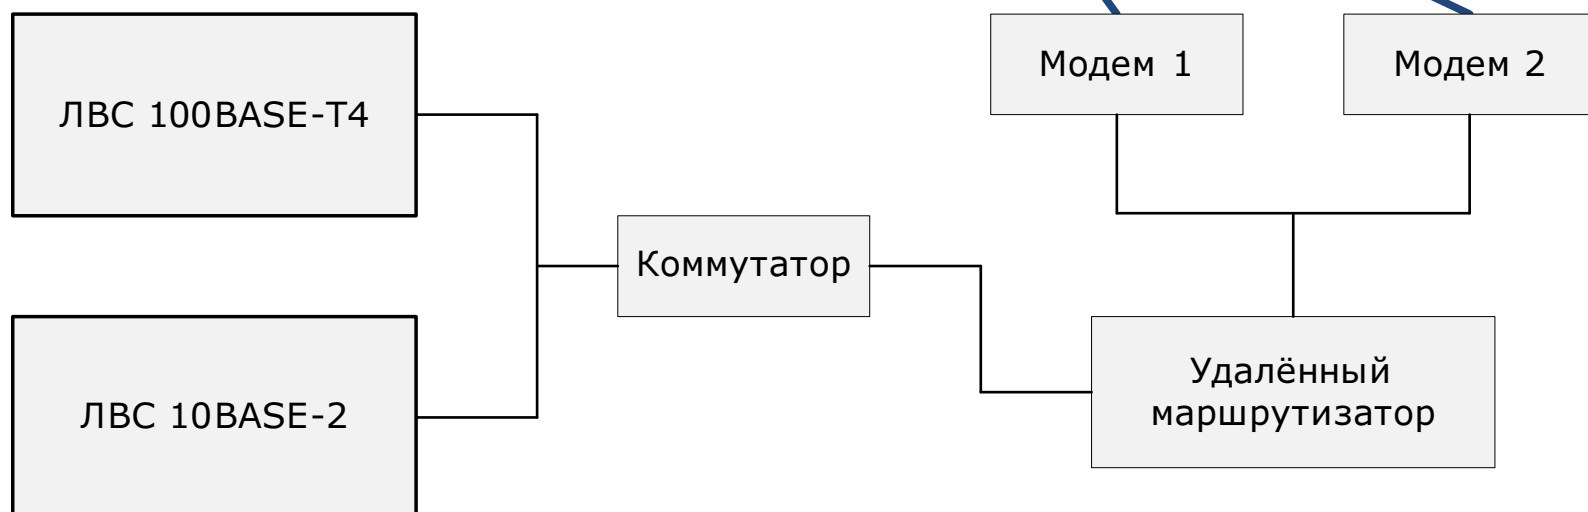 ЛВС 100BASE-T4
Модем 1
Модем 2
Коммутатор
ЛВС 10BASE-2
Удалённый
маршрутизатор